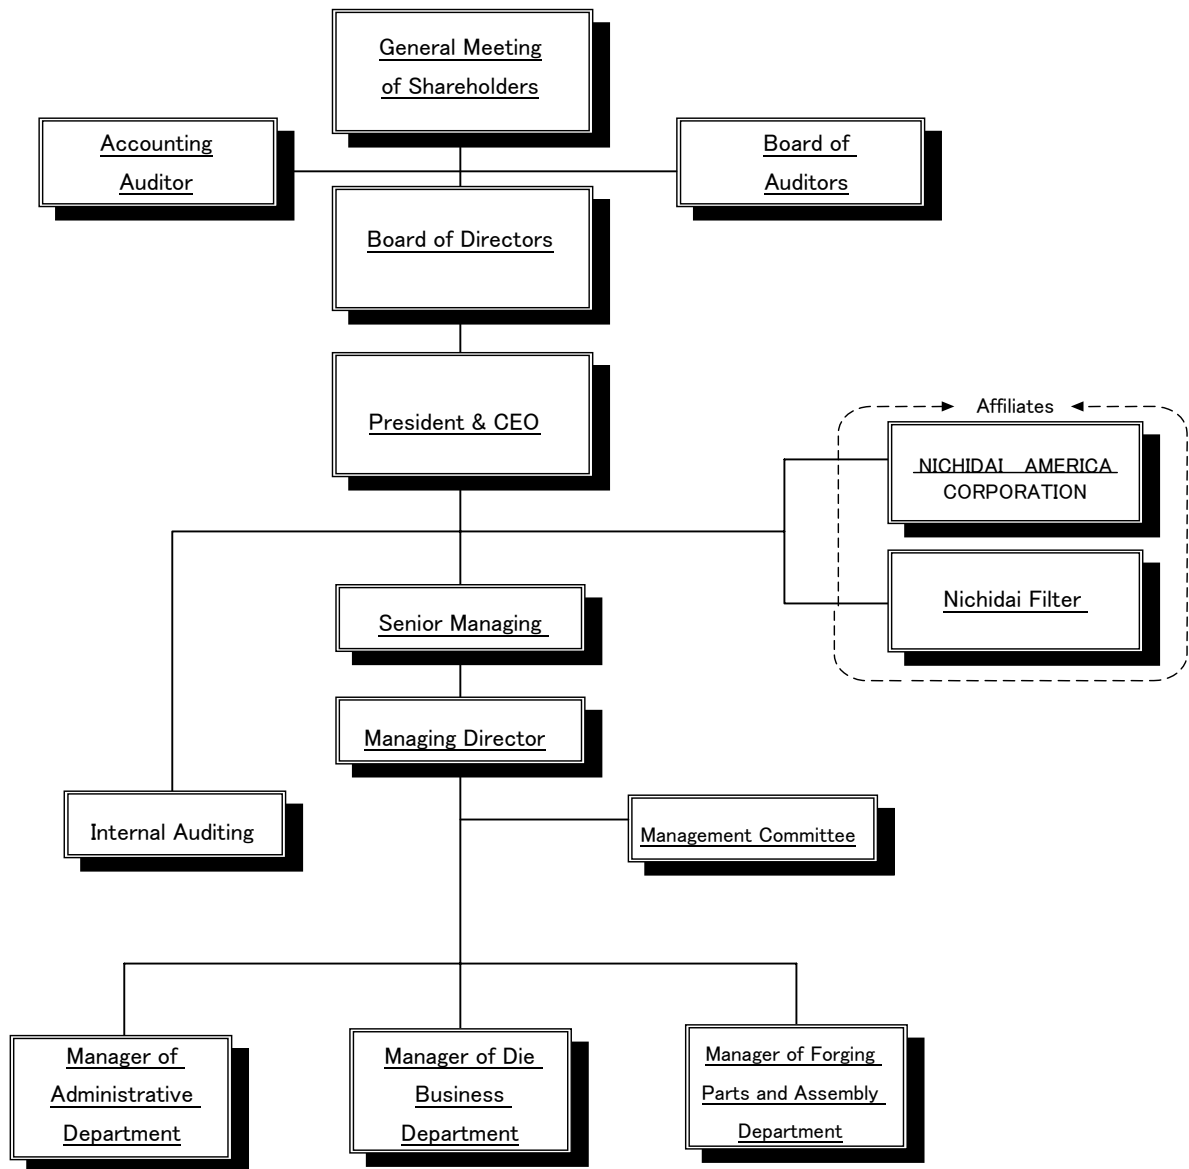 General Meeting
of Shareholders
Accounting
Auditor
Board of
Auditors
Board of Directors
President & CEO
Affiliates
NICHIDAI AMERICA
CORPORATION
Nichidai Filter
Senior Managing
Managing Director
Internal Auditing
Management Committee
Manager of
Administrative
Department
Manager of Die
Business
Department
Manager of Forging
Parts and Assembly
Department